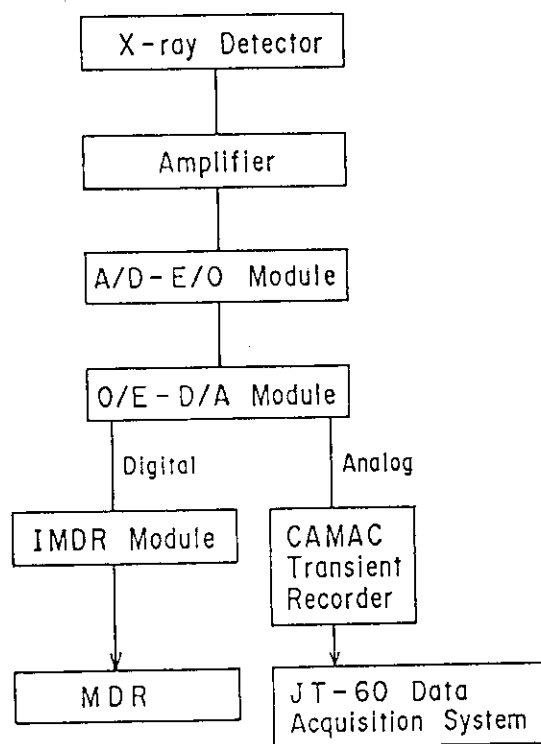 X-ray Detector
Amplifier
A/D-E/O Module
O/E-D/A Module
Digital
Analog
IMDR Module
CAMAC
Transient
Recorder
MDR
JT-60 Data
Acquisition System